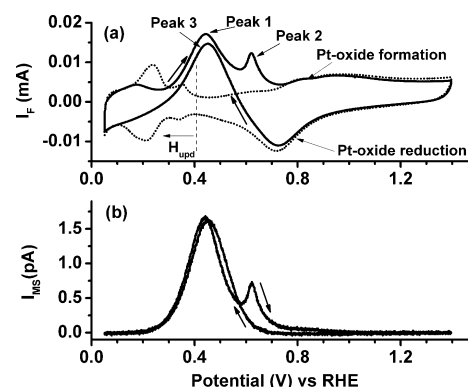 (a)
Peak 1
Peak 3
Peak 2
Pt-oxide formation
Pt-oxide reduction
Hupd
I_F (mA)
0.02
0.01
0.00
-0.01
0.0
0.4
0.8
1.2
(b)
I_MS(pA)
1.5
1.0
0.5
0.0
0.0
0.4
0.8
1.2
Potential (V) vs RHE